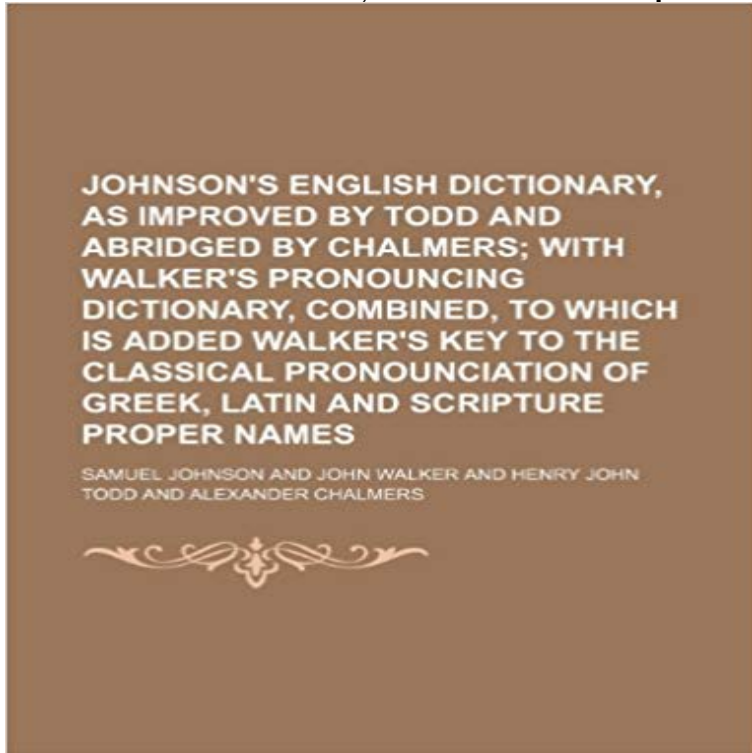 JOHNSON'S ENGLISH DICTIONARY,
AS IMPROVED BY TODD AND
ABRIDGED BY CHALMERS; WITH
WALKER'S PRONOUNCING
DICTIONARY, COMBINED, TO WHICH
IS ADDED WALKER'S KEY TO THE
CLASSICAL PRONOUNCIATION OF
GREEK, LATIN AND SCRIPTURE
PROPER NAMES
SAMUEL JOHNSON AND JOHN WALKER AND HENRY JOHN
TODD AND ALEXANDER CHALMERS